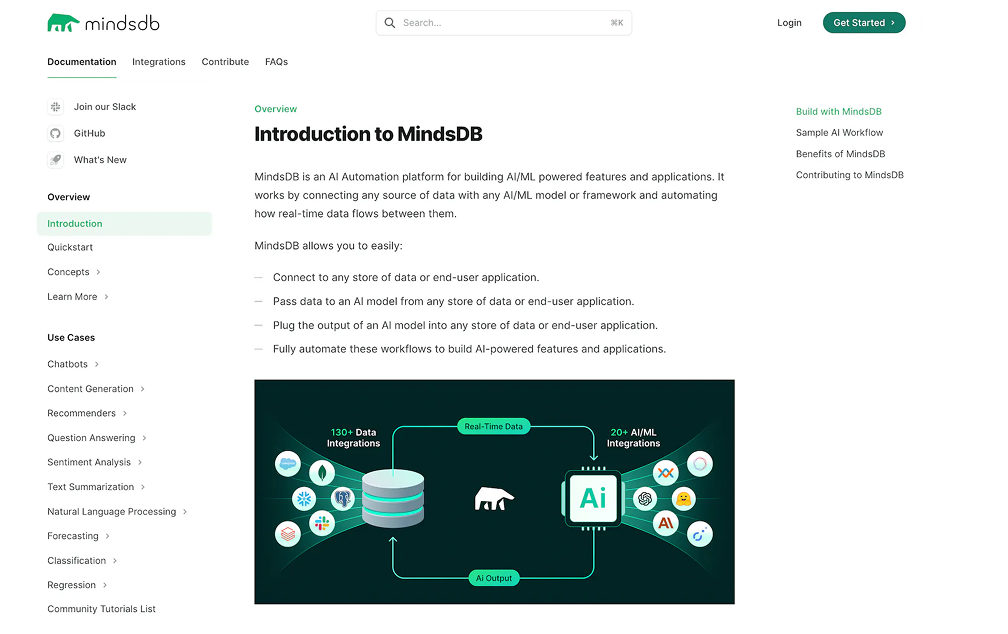 mindsdb
Search...
⌘K
Login
Get Started ›
Documentation
Integrations
Contribute
FAQs
Join our Slack
GitHub
What's New
Overview
Introduction
Quickstart
Concepts
Learn More
Use Cases
Chatbots
Content Generation
Recommenders
Question Answering
Sentiment Analysis
Text Summarization
Natural Language Processing
Forecasting
Classification
Regression
Community Tutorials List
Overview
Introduction to MindsDB
MindsDB is an AI Automation platform for building AI/ML powered features and applications. It
works by connecting any source of data with any AI/ML model or framework and automating
how real-time data flows between them.
MindsDB allows you to easily:
— Connect to any store of data or end-user application.
— Pass data to an AI model from any store of data or end-user application.
— Plug the output of an AI model into any store of data or end-user application.
— Fully automate these workflows to build AI-powered features and applications.
130+ Data
Integrations
Real-Time Data
20+ AI/ML
Integrations
Ai
Ai Output
Build with MindsDB
Sample AI Workflow
Benefits of MindsDB
Contributing to MindsDB